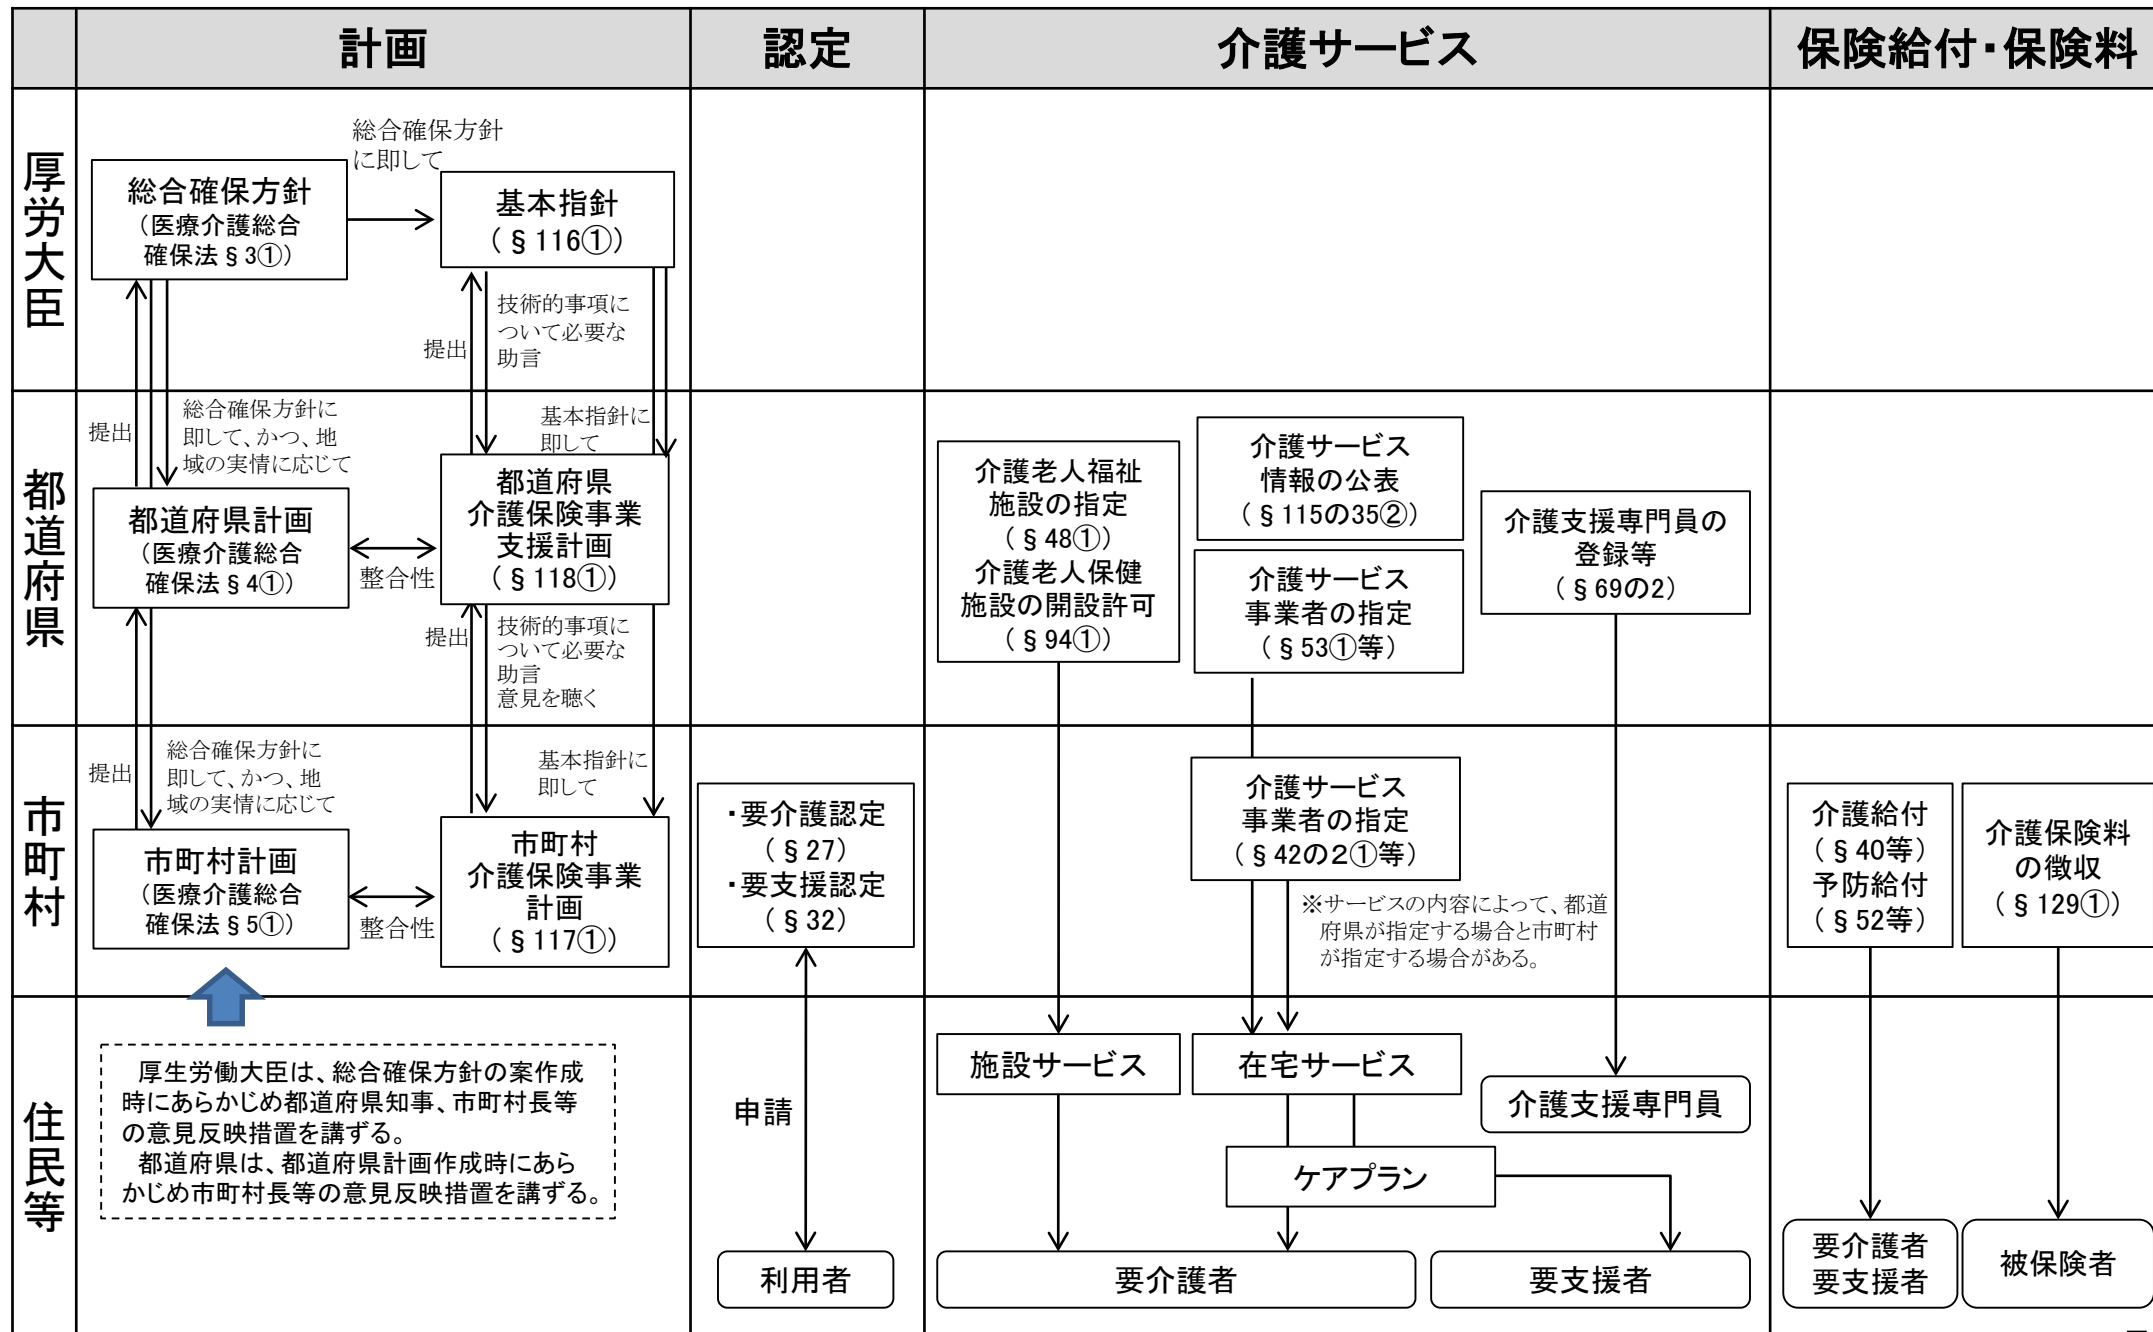 計画
認定
介護サービス
保険給付・保険料
厚労大臣
総合確保方針
に即して
総合確保方針
（医療介護総合
確保法§3①）
基本指針
（§116①）
提出
技術的事項に
ついて必要な
助言
都道府県
提出
総合確保方針に
即して、かつ、地
域の実情に応じて
基本指針に
即して
都道府県計画
（医療介護総合
確保法§4①）
整合性
都道府県
介護保険事業
支援計画
（§118①）
提出
技術的事項に
ついて必要な
助言
意見を聴く
介護老人福祉
施設の指定
（§48①）
介護老人保健
施設の開設許可
（§94①）
介護サービス
情報の公表
（§115の35②）
介護サービス
事業者の指定
（§53①等）
介護支援専門員の
登録等
（§69の2）
市町村
提出
総合確保方針に
即して、かつ、地
域の実情に応じて
基本指針に
即して
市町村計画
（医療介護総合
確保法§5①）
整合性
市町村
介護保険事業
計画
（§117①）
・要介護認定
（§27）
・要支援認定
（§32）
介護サービス
事業者の指定
（§42の２①等）
※サービスの内容によって、都道
府県が指定する場合と市町村
が指定する場合がある。
介護給付
（§40等）
予防給付
（§52等）
介護保険料
の徴収
（§129①）
住民等
厚生労働大臣は、総合確保方針の案作成
時にあらかじめ都道府県知事、市町村長等
の意見反映措置を講ずる。
都道府県は、都道府県計画作成時にあら
かじめ市町村長等の意見反映措置を講ずる。
申請
利用者
施設サービス
在宅サービス
介護支援専門員
ケアプラン
要介護者
要支援者
要介護者
要支援者
被保険者